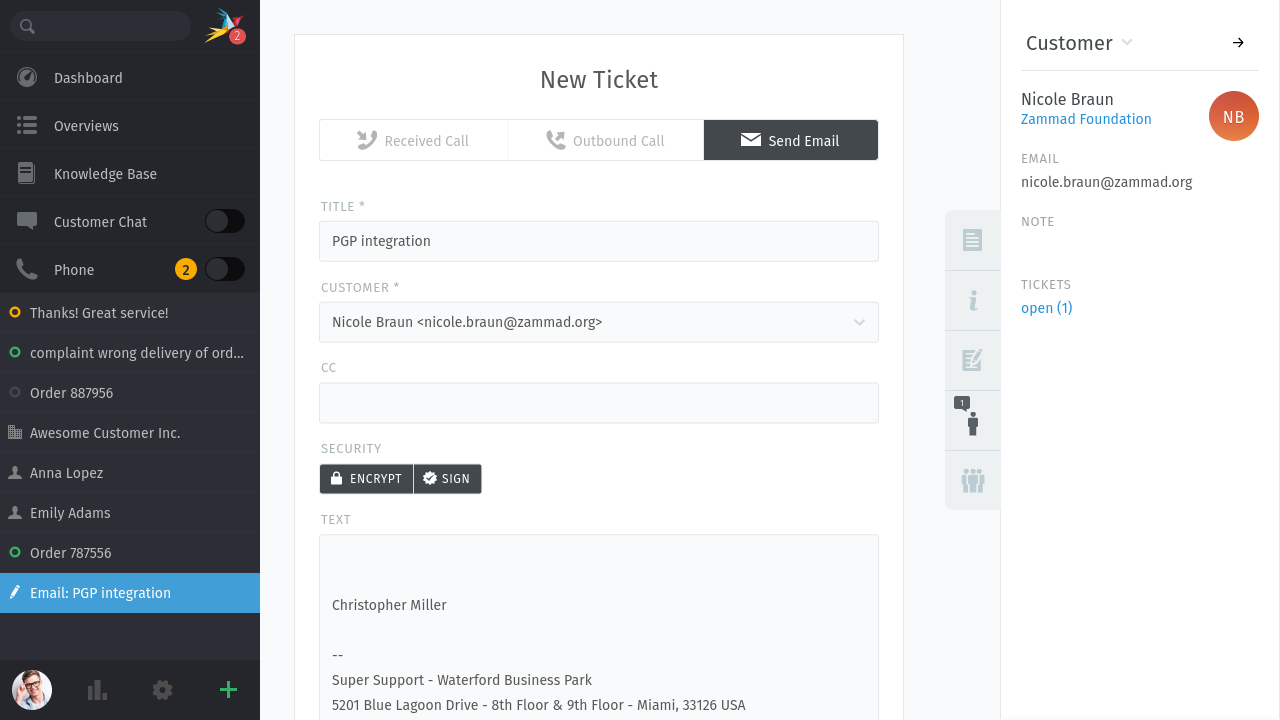 2
Dashboard
Overviews
Knowledge Base
Customer Chat
Phone
2
Thanks! Great service!
complaint wrong delivery of ord...
Order 887956
Awesome Customer Inc.
Anna Lopez
Emily Adams
Order 787556
Email: PGP integration
New Ticket
Received Call
Outbound Call
Send Email
TITLE *
PGP integration
CUSTOMER *
Nicole Braun <nicole.braun@zammad.org>
CC
SECURITY
ENCRYPT
SIGN
TEXT
Christopher Miller
--
Super Support - Waterford Business Park
5201 Blue Lagoon Drive - 8th Floor & 9th Floor - Miami, 33126 USA
1
Customer
Nicole Braun
Zammad Foundation
NB
EMAIL
nicole.braun@zammad.org
NOTE
TICKETS
open (1)